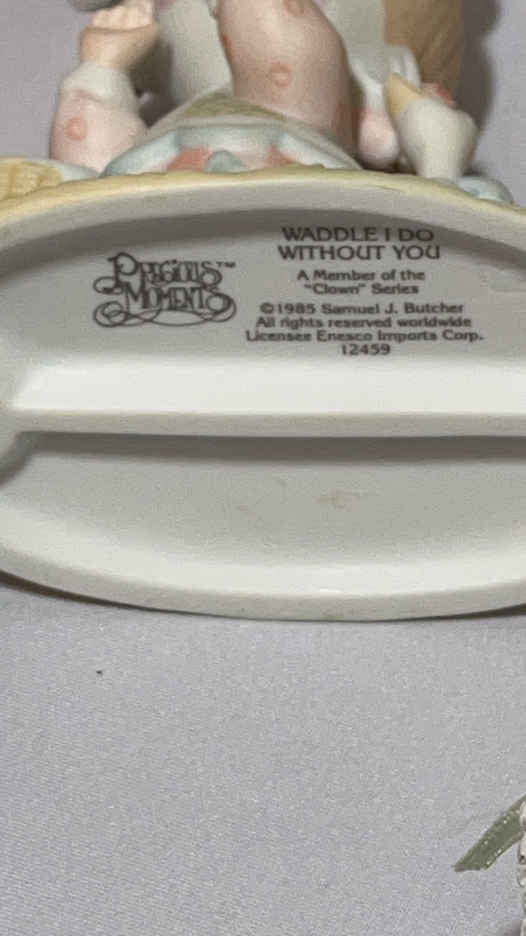 PRECIOUS MOMENTS™
WADDLE I DO
WITHOUT YOU
A Member of the
"Clown" Series
©1985 Samuel J. Butcher
All rights reserved worldwide
Licensee Enesco Imports Corp.
12459